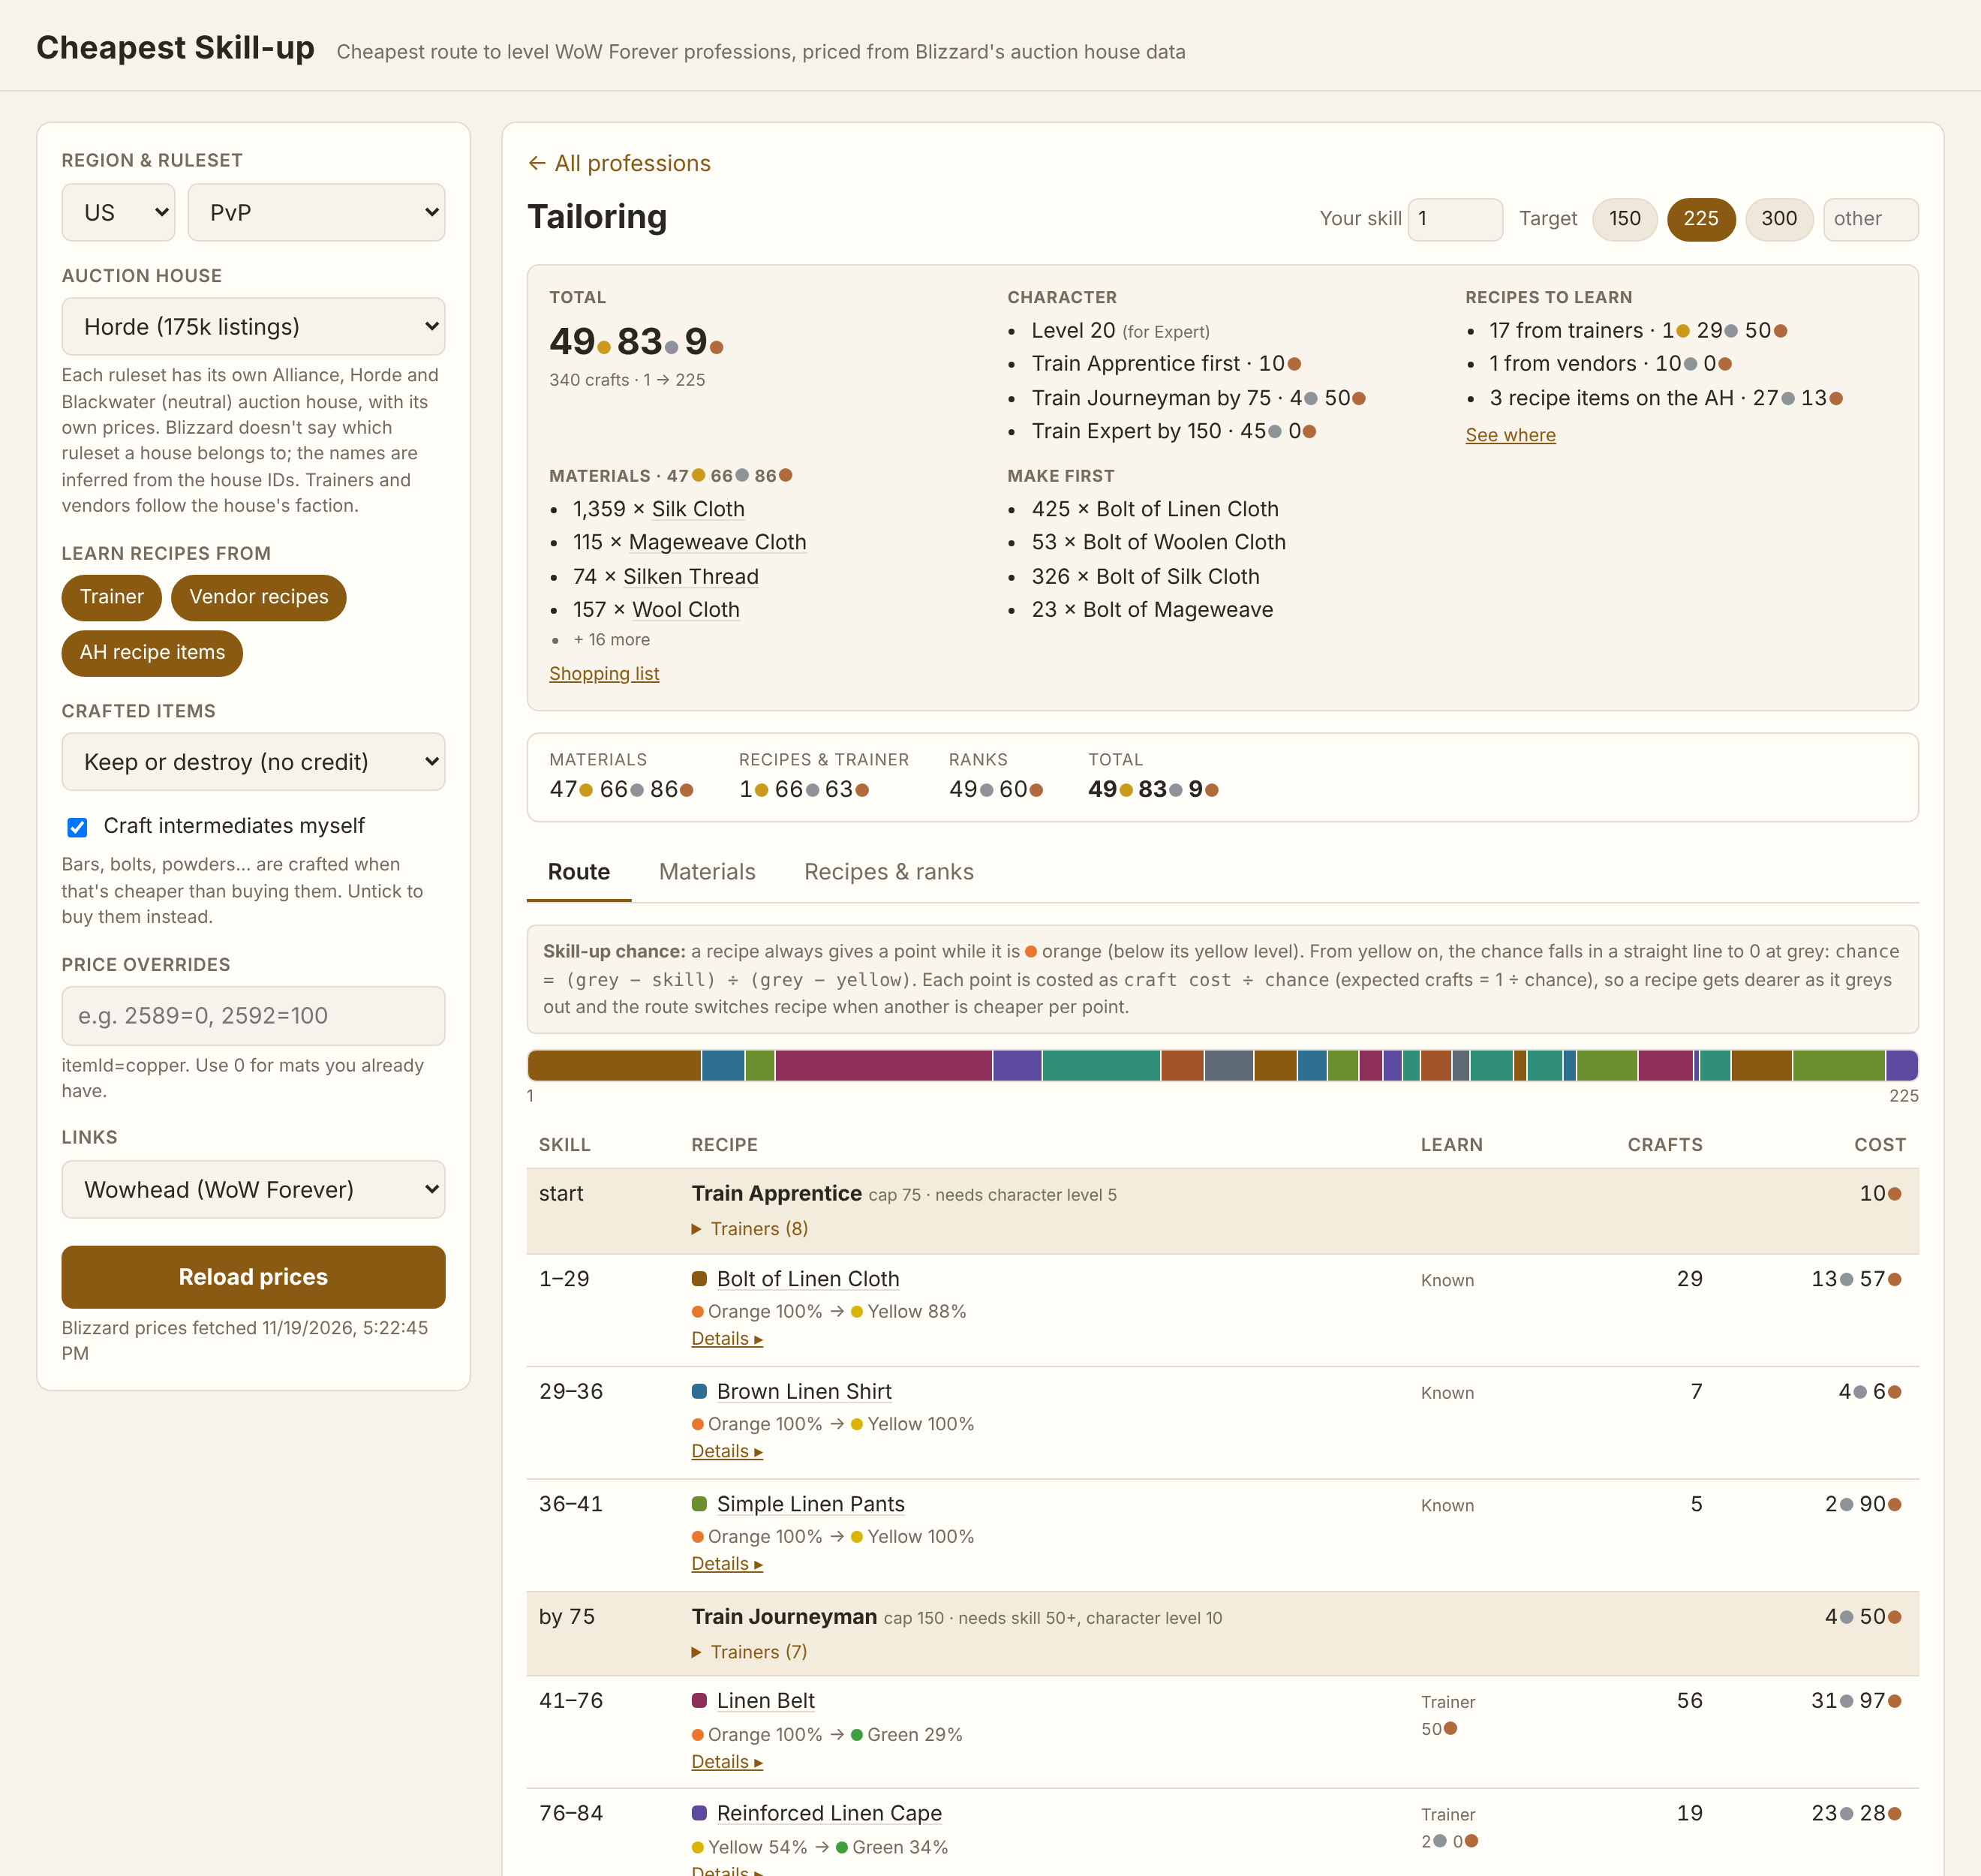 Cheapest Skill-up
Cheapest route to level WoW Forever professions, priced from Blizzard's auction house data
REGION & RULESET
US
PvP
AUCTION HOUSE
Horde (175k listings)
Each ruleset has its own Alliance, Horde and
Blackwater (neutral) auction house, with its
own prices. Blizzard doesn't say which
ruleset a house belongs to; the names are
inferred from the house IDs. Trainers and
vendors follow the house's faction.
LEARN RECIPES FROM
Trainer
Vendor recipes
AH recipe items
CRAFTED ITEMS
Keep or destroy (no credit)
Craft intermediates myself
Bars, bolts, powders… are crafted when
that's cheaper than buying them. Untick to
buy them instead.
PRICE OVERRIDES
e.g. 2589=0, 2592=100
itemId=copper. Use 0 for mats you already
have.
LINKS
Wowhead (WoW Forever)
Reload prices
Blizzard prices fetched 11/19/2026, 5:22:45
PM
← All professions
Tailoring
Your skill 1 Target 150 225 300 other
TOTAL
49 83 9
340 crafts · 1 → 225
CHARACTER
• Level 20 (for Expert)
• Train Apprentice first · 10
• Train Journeyman by 75 · 4 50
• Train Expert by 150 · 45 0
RECIPES TO LEARN
• 17 from trainers · 1 29 50
• 1 from vendors · 10 0
• 3 recipe items on the AH · 27 13
See where
MATERIALS · 47 66 86
• 1,359 × Silk Cloth
• 115 × Mageweave Cloth
• 74 × Silken Thread
• 157 × Wool Cloth
• + 16 more
Shopping list
MAKE FIRST
• 425 × Bolt of Linen Cloth
• 53 × Bolt of Woolen Cloth
• 326 × Bolt of Silk Cloth
• 23 × Bolt of Mageweave
MATERIALS
47 66 86
RECIPES & TRAINER
1 66 63
RANKS
49 60
TOTAL
49 83 9
Route
Materials
Recipes & ranks
Skill-up chance: a recipe always gives a point while it is orange (below its yellow level). From yellow on, the chance falls in a straight line to 0 at grey: chance
= (grey − skill) ÷ (grey − yellow). Each point is costed as craft cost ÷ chance (expected crafts = 1 ÷ chance), so a recipe gets dearer as it greys
out and the route switches recipe when another is cheaper per point.
1 225
SKILL RECIPE LEARN CRAFTS COST
start Train Apprentice cap 75 · needs character level 5 10
▶ Trainers (8)
1–29 Bolt of Linen Cloth Known 29 13 57
Orange 100% → Yellow 88%
Details ▸
29–36 Brown Linen Shirt Known 7 4 6
Orange 100% → Yellow 100%
Details ▸
36–41 Simple Linen Pants Known 5 2 90
Orange 100% → Yellow 100%
Details ▸
by 75 Train Journeyman cap 150 · needs skill 50+, character level 10 4 50
▶ Trainers (7)
41–76 Linen Belt Trainer 56 31 97
50
Orange 100% → Green 29%
Details ▸
76–84 Reinforced Linen Cape Trainer 19 23 28
2 0
Yellow 54% → Green 34%
Details ▸